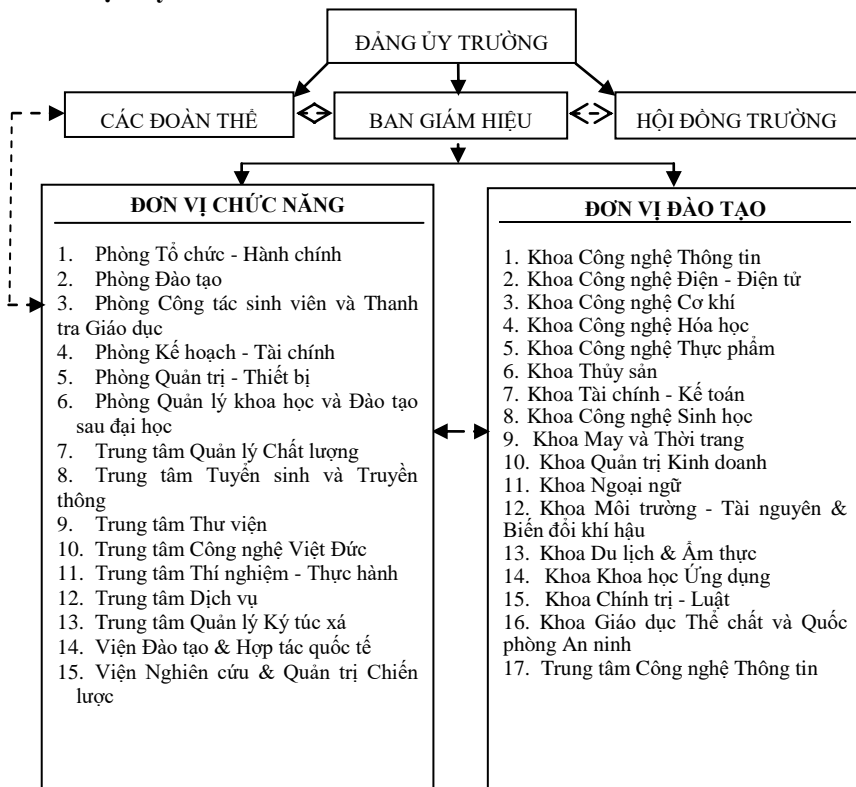 ĐẢNG ỦY TRƯỜNG
CÁC ĐOÀN THỂ
BAN GIÁM HIỆU
HỘI ĐỒNG TRƯỜNG
ĐƠN VỊ CHỨC NĂNG
1. Phòng Tổ chức - Hành chính
2. Phòng Đào tạo
3. Phòng Công tác sinh viên và Thanh
tra Giáo dục
4. Phòng Kế hoạch - Tài chính
5. Phòng Quản trị - Thiết bị
6. Phòng Quản lý khoa học và Đào tạo
sau đại học
7. Trung tâm Quản lý Chất lượng
8. Trung tâm Tuyển sinh và Truyền
thông
9. Trung tâm Thư viện
10. Trung tâm Công nghệ Việt Đức
11. Trung tâm Thí nghiệm - Thực hành
12. Trung tâm Dịch vụ
13. Trung tâm Quản lý Ký túc xá
14. Viện Đào tạo & Hợp tác quốc tế
15. Viện Nghiên cứu & Quản trị Chiến
lược
ĐƠN VỊ ĐÀO TẠO
1. Khoa Công nghệ Thông tin
2. Khoa Công nghệ Điện - Điện tử
3. Khoa Công nghệ Cơ khí
4. Khoa Công nghệ Hóa học
5. Khoa Công nghệ Thực phẩm
6. Khoa Thủy sản
7. Khoa Tài chính - Kế toán
8. Khoa Công nghệ Sinh học
9. Khoa May và Thời trang
10. Khoa Quản trị Kinh doanh
11. Khoa Ngoại ngữ
12. Khoa Môi trường - Tài nguyên &
Biến đổi khí hậu
13. Khoa Du lịch & Ẩm thực
14. Khoa Khoa học Ứng dụng
15. Khoa Chính trị - Luật
16. Khoa Giáo dục Thể chất và Quốc
phòng An ninh
17. Trung tâm Công nghệ Thông tin